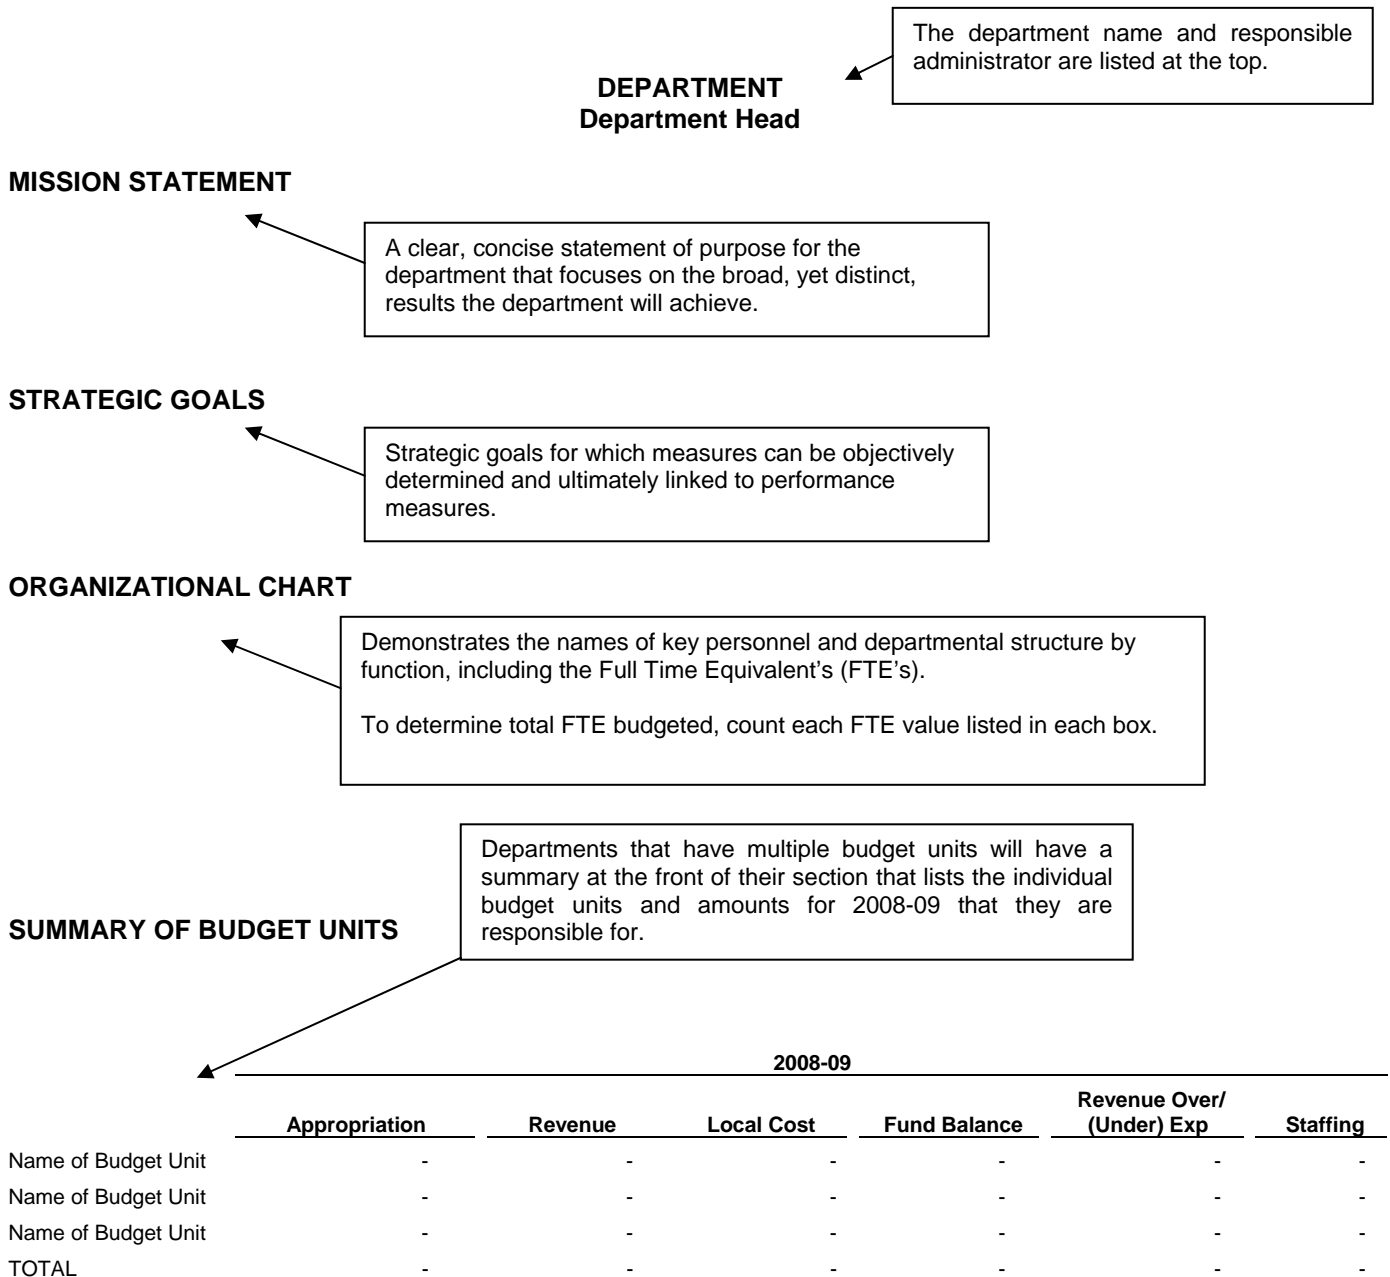 The department name and responsible
administrator are listed at the top.
DEPARTMENT
Department Head
MISSION STATEMENT
A clear, concise statement of purpose for the
department that focuses on the broad, yet distinct,
results the department will achieve.
STRATEGIC GOALS
Strategic goals for which measures can be objectively
determined and ultimately linked to performance
measures.
ORGANIZATIONAL CHART
Demonstrates the names of key personnel and departmental structure by
function, including the Full Time Equivalent's (FTE's).
To determine total FTE budgeted, count each FTE value listed in each box.
Departments that have multiple budget units will have a
summary at the front of their section that lists the individual
budget units and amounts for 2008-09 that they are
responsible for.
SUMMARY OF BUDGET UNITS
2008-09
Appropriation Revenue Local Cost Fund Balance Revenue Over/
(Under) Exp Staffing
Name of Budget Unit - - - - - -
Name of Budget Unit - - - - - -
Name of Budget Unit - - - - - -
TOTAL - - - - - -